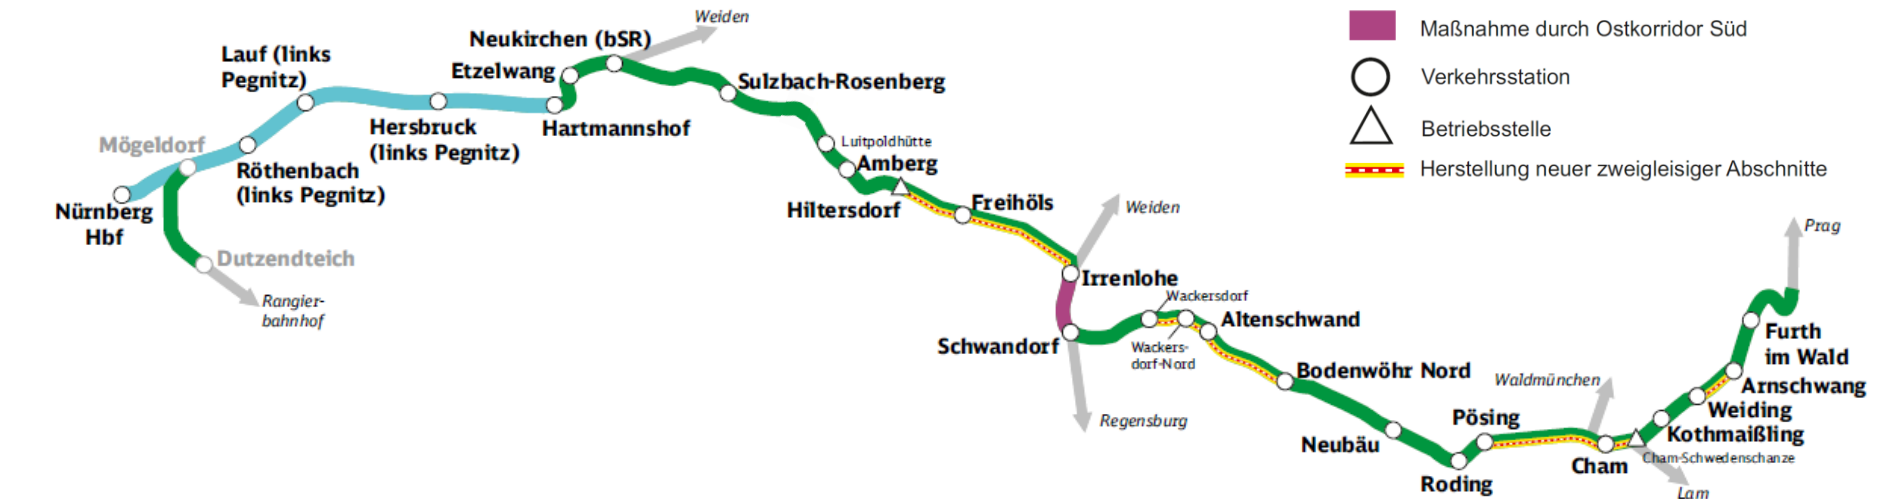 Weiden
Neukirchen (bSR)
Lauf (links
Pegnitz)
Etzelwang
Sulzbach-Rosenberg
Hersbruck
(links Pegnitz)
Hartmannshof
Mögeldorf
Röthenbach
(links Pegnitz)
Nürnberg
Hbf
Dutzendteich
Rangier-
bahnhof
Luitpoldhütte
Amberg
Hiltersdorf
Freihöls
Weiden
Irrenlohe
Schwandorf
Wackersdorf
Wackers-
dorf-Nord
Altenschwand
Regensburg
Bodenwöhr Nord
Neubäu
Roding
Pösing
Waldmünchen
Cham
Cham-Schwedenschanze
Lam
Kothmaißling
Weiding
Arnschwang
Furth
im Wald
Prag
Maßnahme durch Ostkorridor Süd
Verkehrsstation
Betriebsstelle
Herstellung neuer zweigleisiger Abschnitte